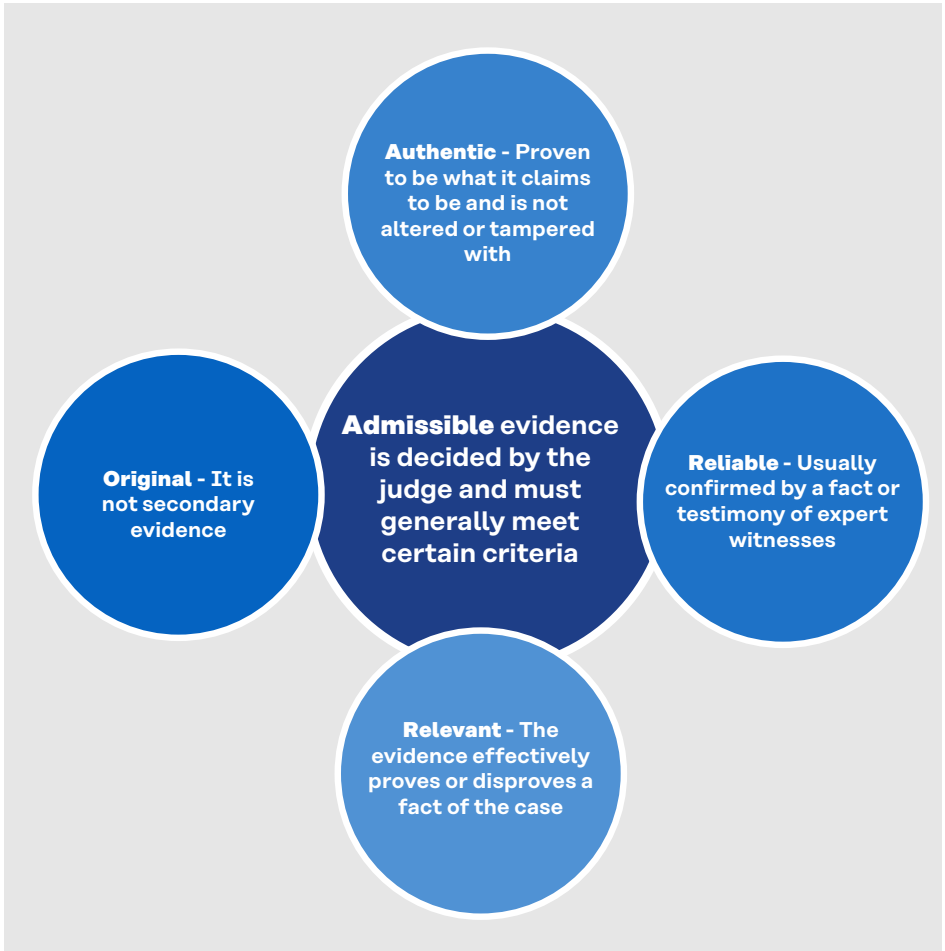 Authentic - Proven
to be what it claims
to be and is not
altered or tampered
with
Admissible evidence
is decided by the
judge and must
generally meet
certain criteria
Original - It is
not secondary
evidence
Reliable - Usually
confirmed by a fact or
testimony of expert
witnesses
Relevant - The
evidence effectively
proves or disproves a
fact of the case